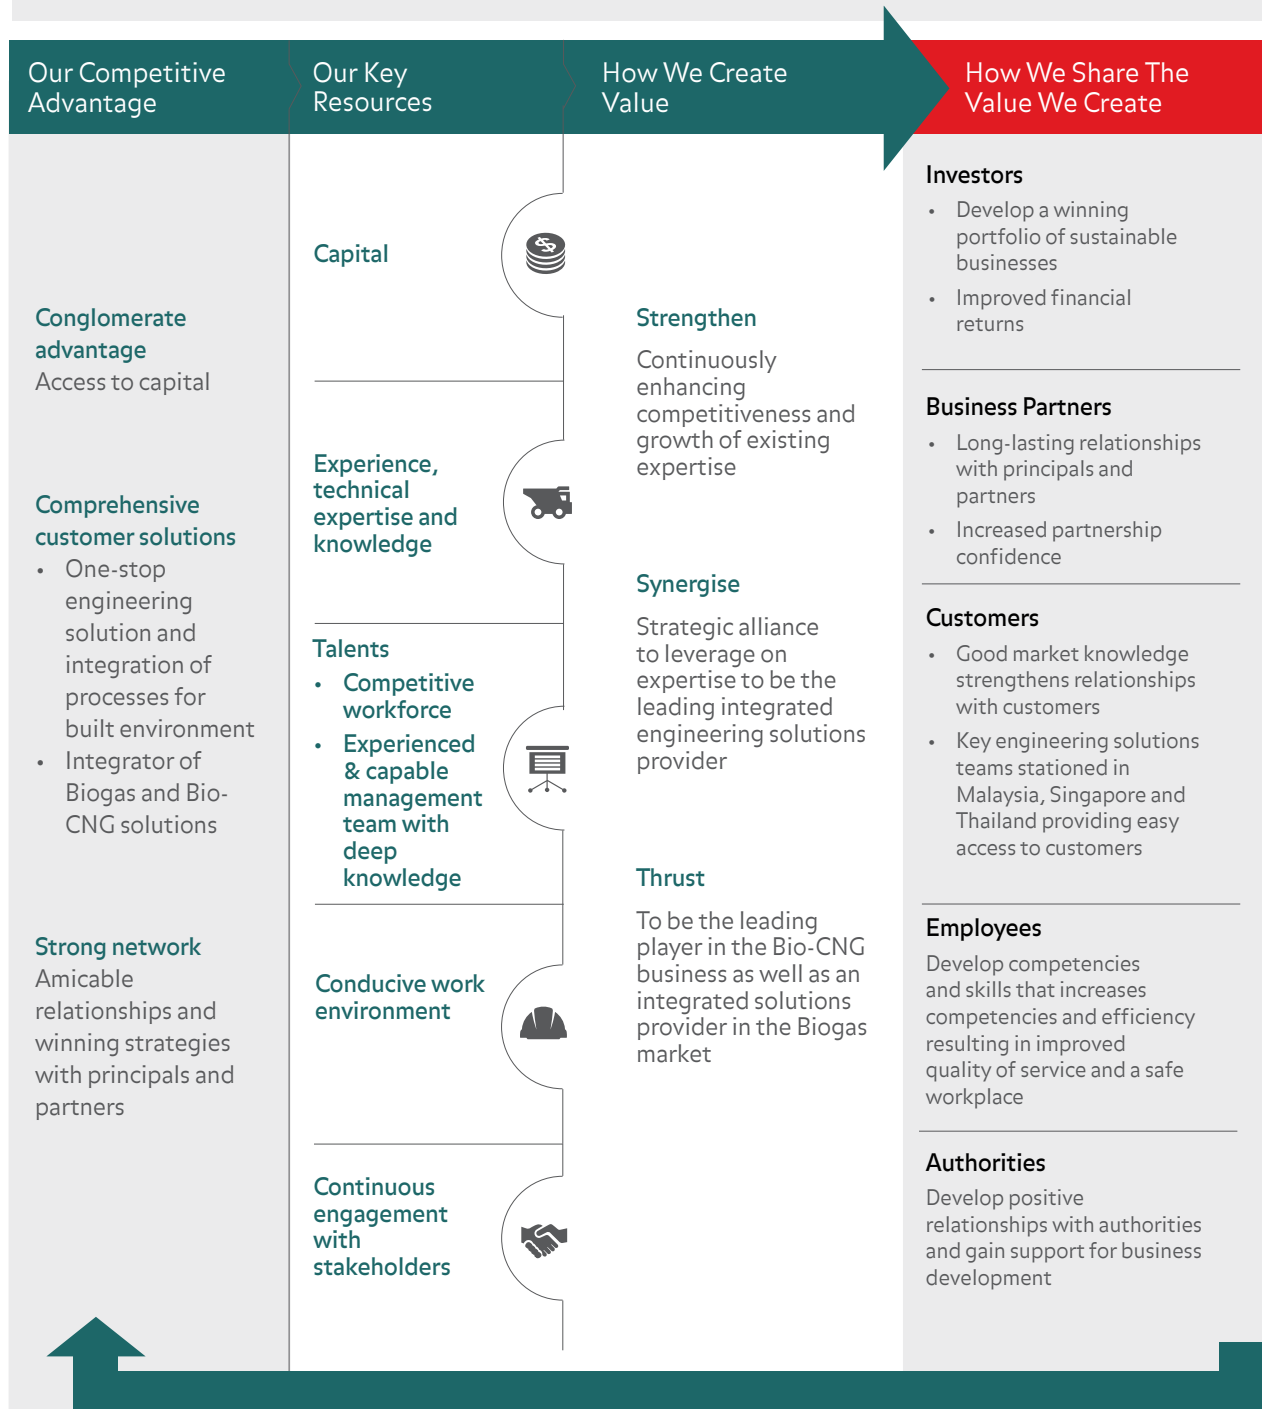 Our Competitive
Advantage
Our Key
Resources
How We Create
Value
How We Share The
Value We Create
Conglomerate
advantage
Access to capital
Comprehensive
customer solutions
• One-stop
engineering
solution and
integration of
processes for
built environment
• Integrator of
Biogas and Bio-
CNG solutions
Strong network
Amicable
relationships and
winning strategies
with principals and
partners
Capital
Experience,
technical
expertise and
knowledge
Talents
• Competitive
workforce
• Experienced
& capable
management
team with
deep
knowledge
Conducive work
environment
Continuous
engagement
with
stakeholders
Strengthen
Continuously
enhancing
competitiveness and
growth of existing
expertise
Synergise
Strategic alliance
to leverage on
expertise to be the
leading integrated
engineering solutions
provider
Thrust
To be the leading
player in the Bio-CNG
business as well as an
integrated solutions
provider in the Biogas
market
Investors
• Develop a winning
portfolio of sustainable
businesses
• Improved financial
returns
Business Partners
• Long-lasting relationships
with principals and
partners
• Increased partnership
confidence
Customers
• Good market knowledge
strengthens relationships
with customers
• Key engineering solutions
teams stationed in
Malaysia, Singapore and
Thailand providing easy
access to customers
Employees
Develop competencies
and skills that increases
competencies and efficiency
resulting in improved
quality of service and a safe
workplace
Authorities
Develop positive
relationships with authorities
and gain support for business
development